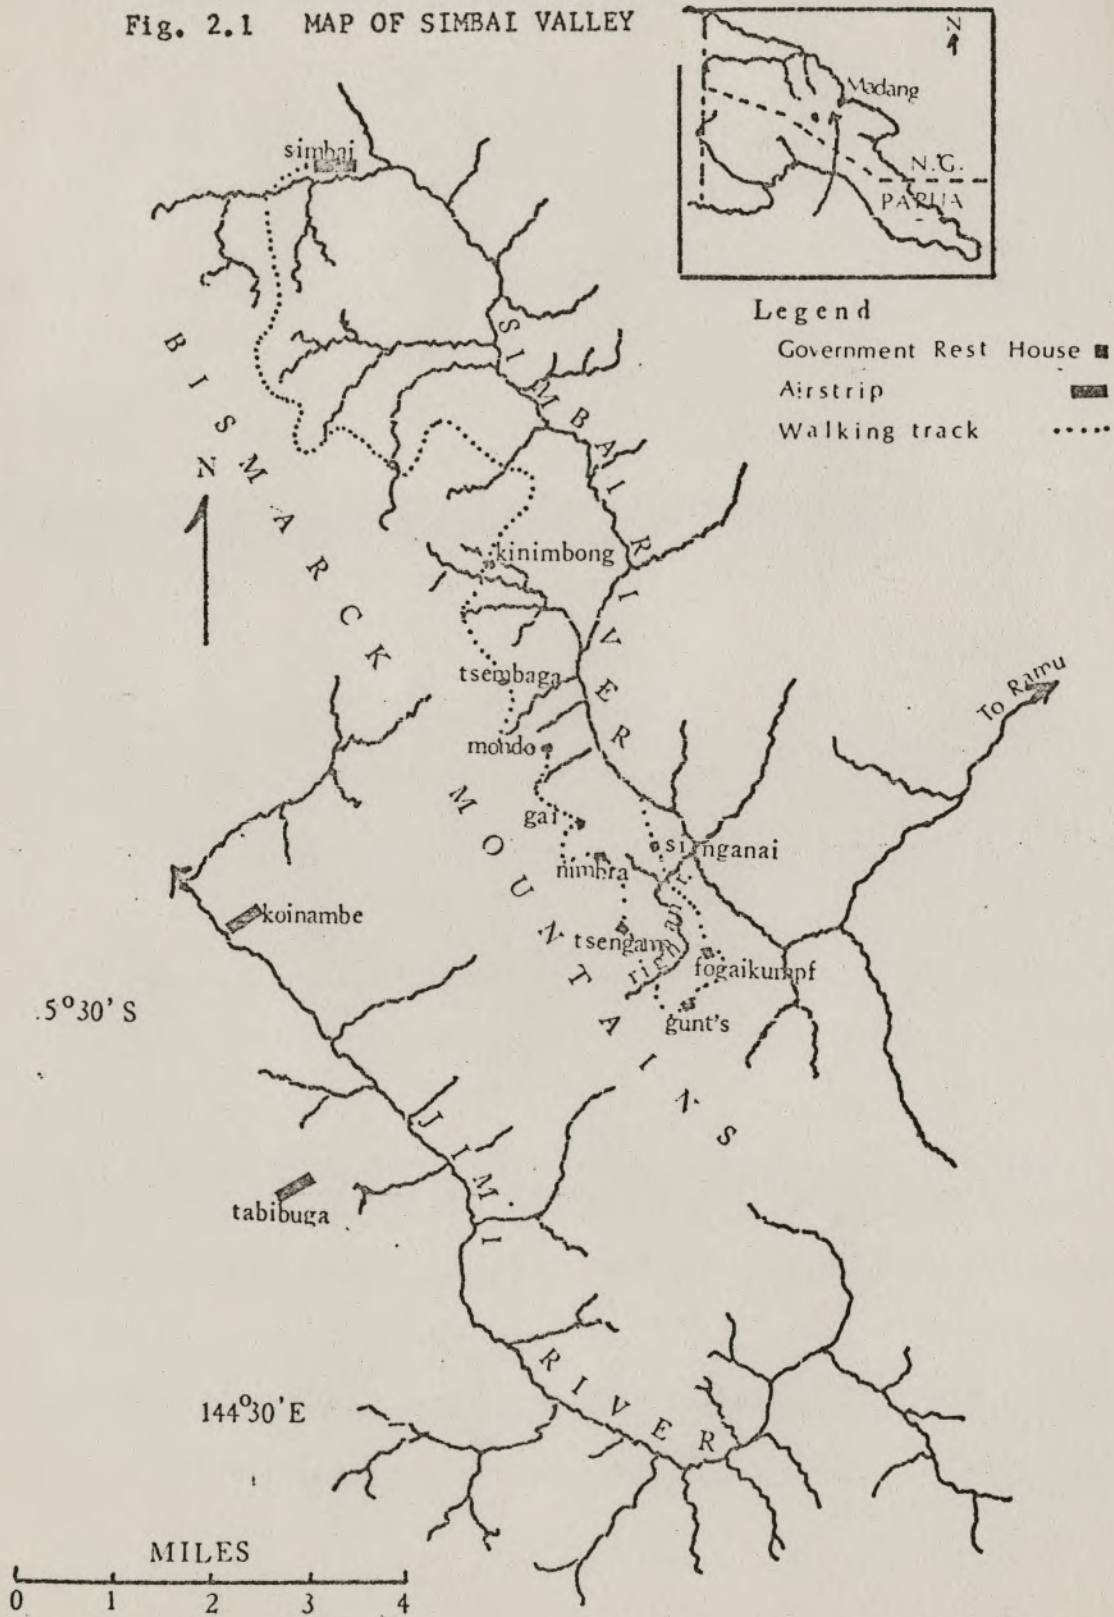 Fig. 2.1 MAP OF SIMBAI VALLEY
N
Madang
N.G.
PAPUA
Legend
Government Rest House
Airstrip
Walking track
simbai
SIMBAI RIVER
BISMARCK MOUNTAINS
N
kinimbong
tsembaga
mondo
gai
nimbra
singanai
tsengam
fogaikumpf
gunt's
To Ramu
koinambe
5°30'S
JIMI RIVER
tabibuga
144°30'E
MILES
0 1 2 3 4